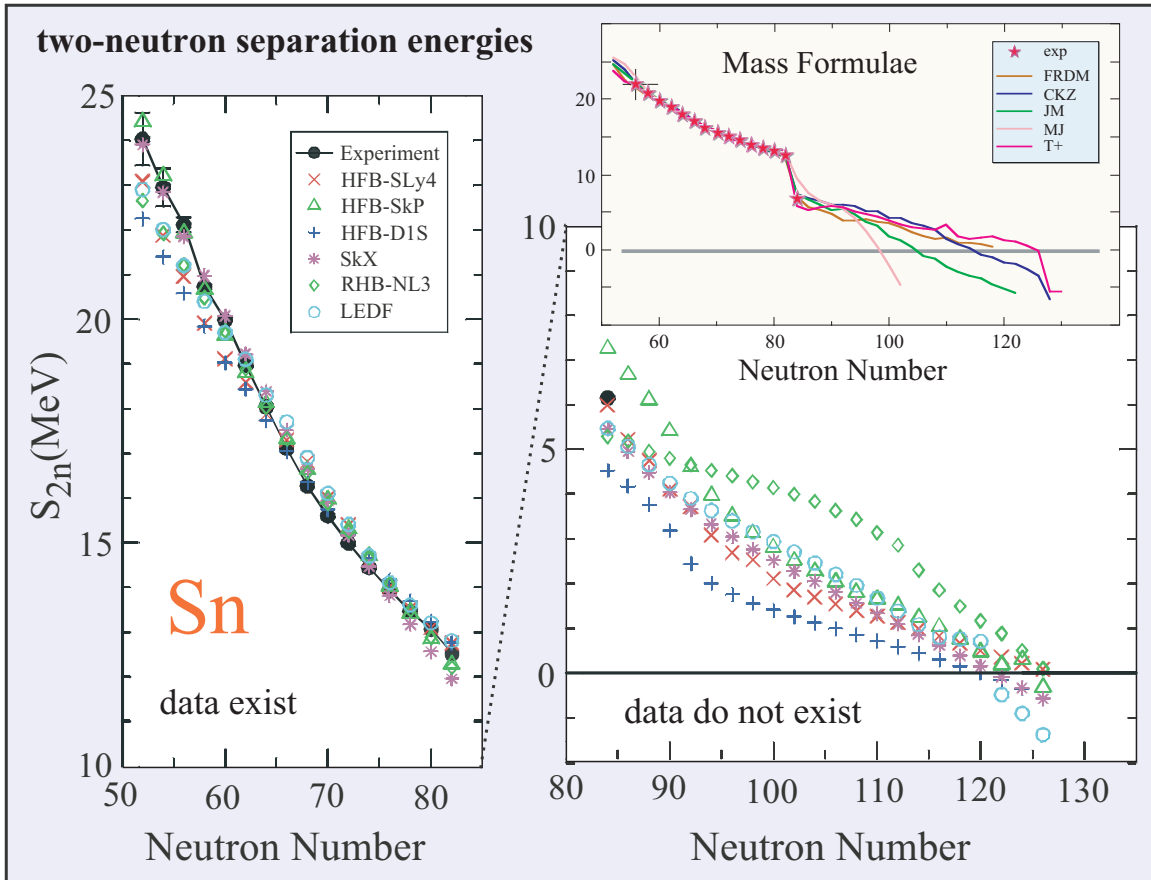 two-neutron separation energies
S2n(MeV)
25
20
15
10
50
60
70
80
Neutron Number
Experiment
HFB-SLy4
HFB-SkP
HFB-D1S
SkX
RHB-NL3
LEDF
Sn
data exist
Mass Formulae
exp
FRDM
CKZ
JM
MJ
T+
20
10
0
60
80
100
120
Neutron Number
10
5
0
data do not exist
80
90
100
110
120
130
Neutron Number